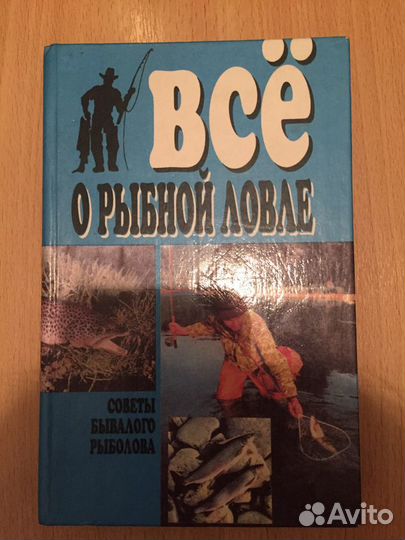 ВСЁ
О РЫБНОЙ ЛОВЛЕ
СОВЕТЫ
БЫВАЛОГО
РЫБОЛОВА
Avito